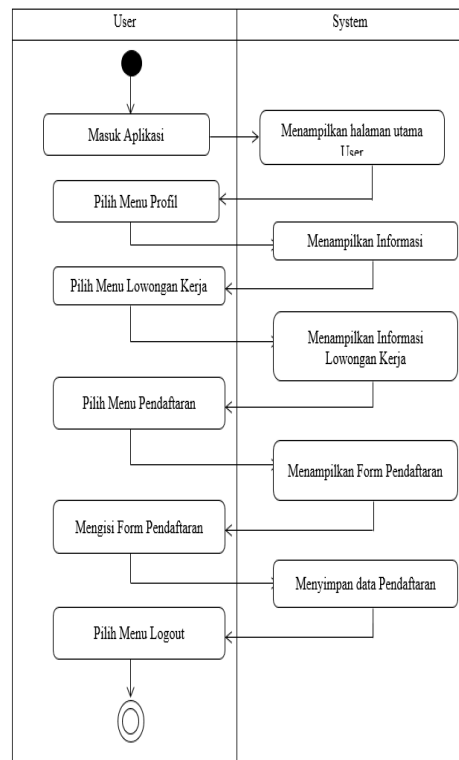 User
System
Masuk Aplikasi
Menampilkan halaman utama
User
Pilih Menu Profil
Menampilkan Informasi
Pilih Menu Lowongan Kerja
Menampilkan Informasi
Lowongan Kerja
Pilih Menu Pendaftaran
Menampilkan Form Pendaftaran
Mengisi Form Pendaftaran
Menyimpan data Pendaftaran
Pilih Menu Logout